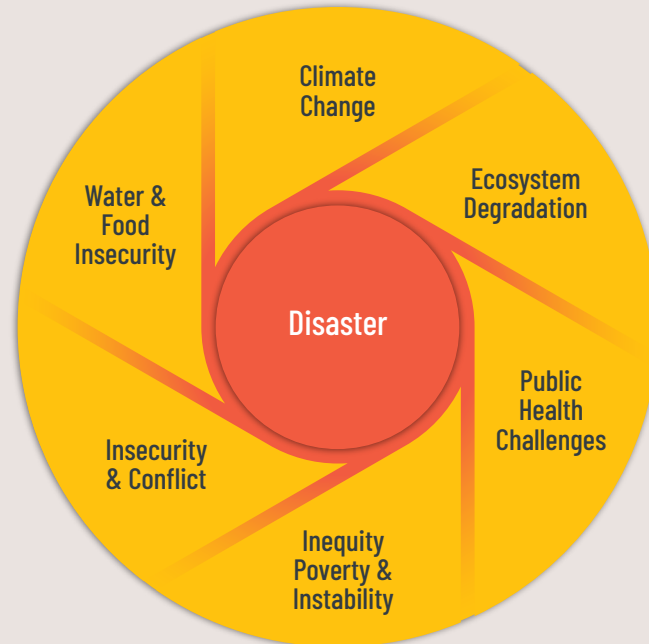 Climate
Change
Ecosystem
Degradation
Public
Health
Challenges
Inequity
Poverty &
Instability
Insecurity
& Conflict
Water &
Food
Insecurity
Disaster